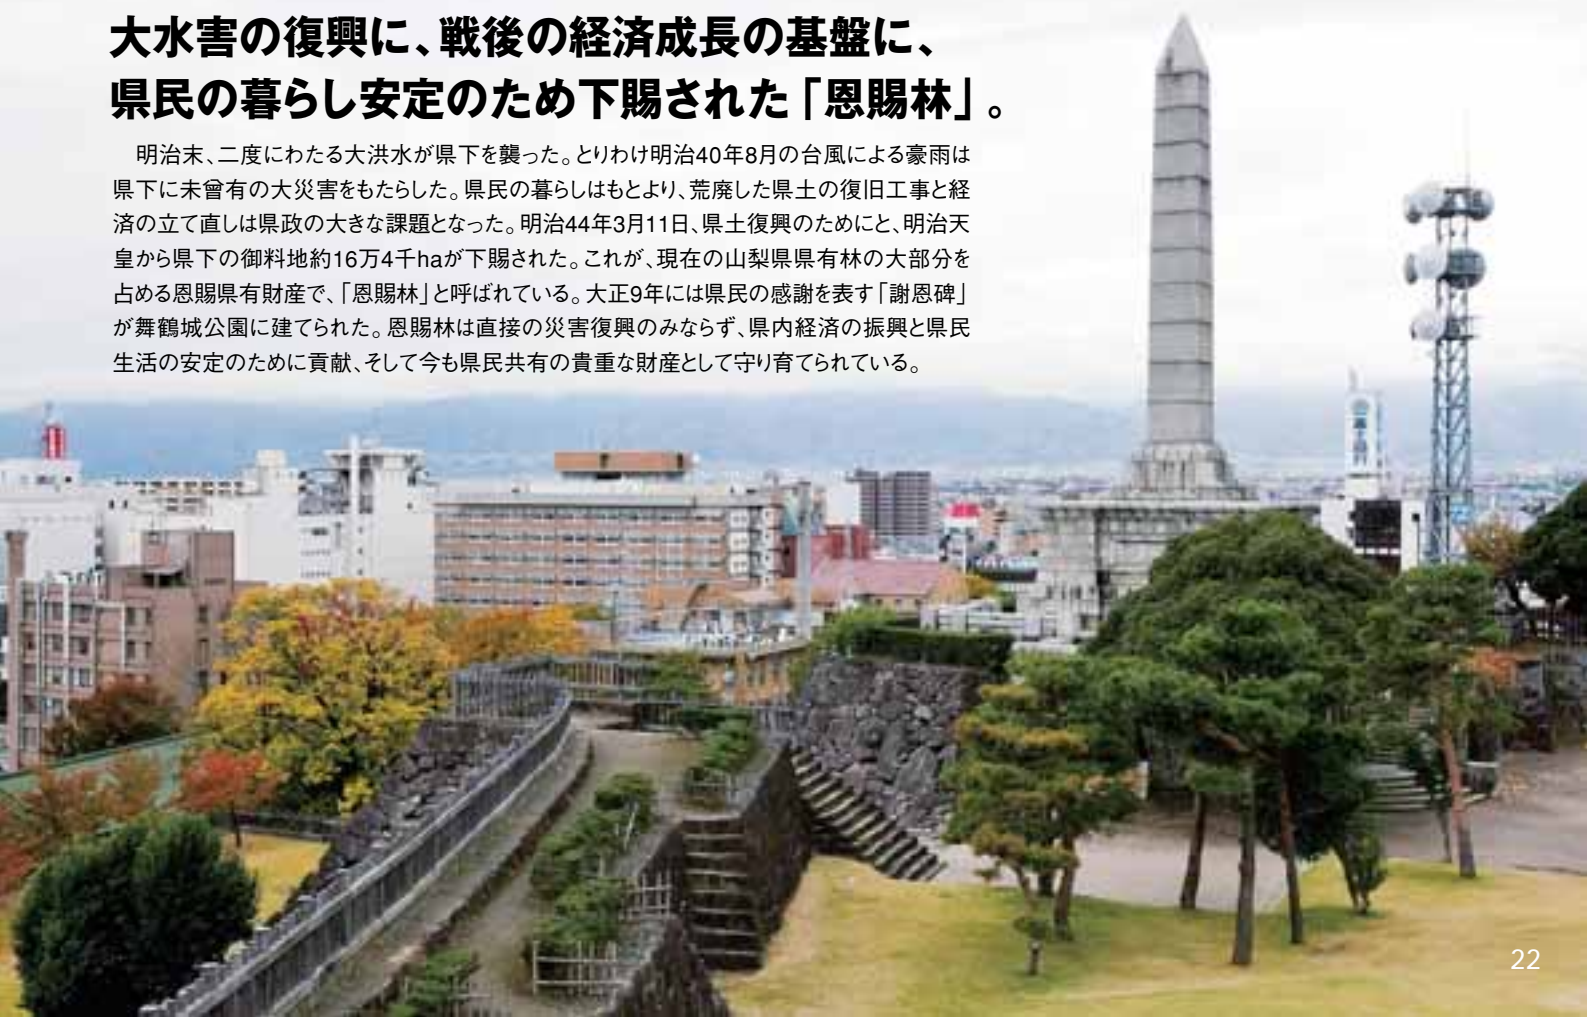 大水害の復興に、戦後の経済成長の基盤に、
県民の暮らし安定のため下賜された「恩賜林」。
明治末、二度にわたる大洪水が県下を襲った。とりわけ明治40年8月の台風による豪雨は
県下に未曾有の大災害をもたらした。県民の暮らしはもとより、荒廃した県土の復旧工事と経
済の立て直しは県政の大きな課題となった。明治44年3月11日、県土復興のためにと、明治天
皇から県下の御料地約16万4千haが下賜された。これが、現在の山梨県県有林の大部分を
占める恩賜県有財産で、「恩賜林」と呼ばれている。大正9年には県民の感謝を表す「謝恩碑」
が舞鶴城公園に建てられた。恩賜林は直接の災害復興のみならず、県内経済の振興と県民
生活の安定のために貢献、そして今も県民共有の貴重な財産として守り育てられている。
22